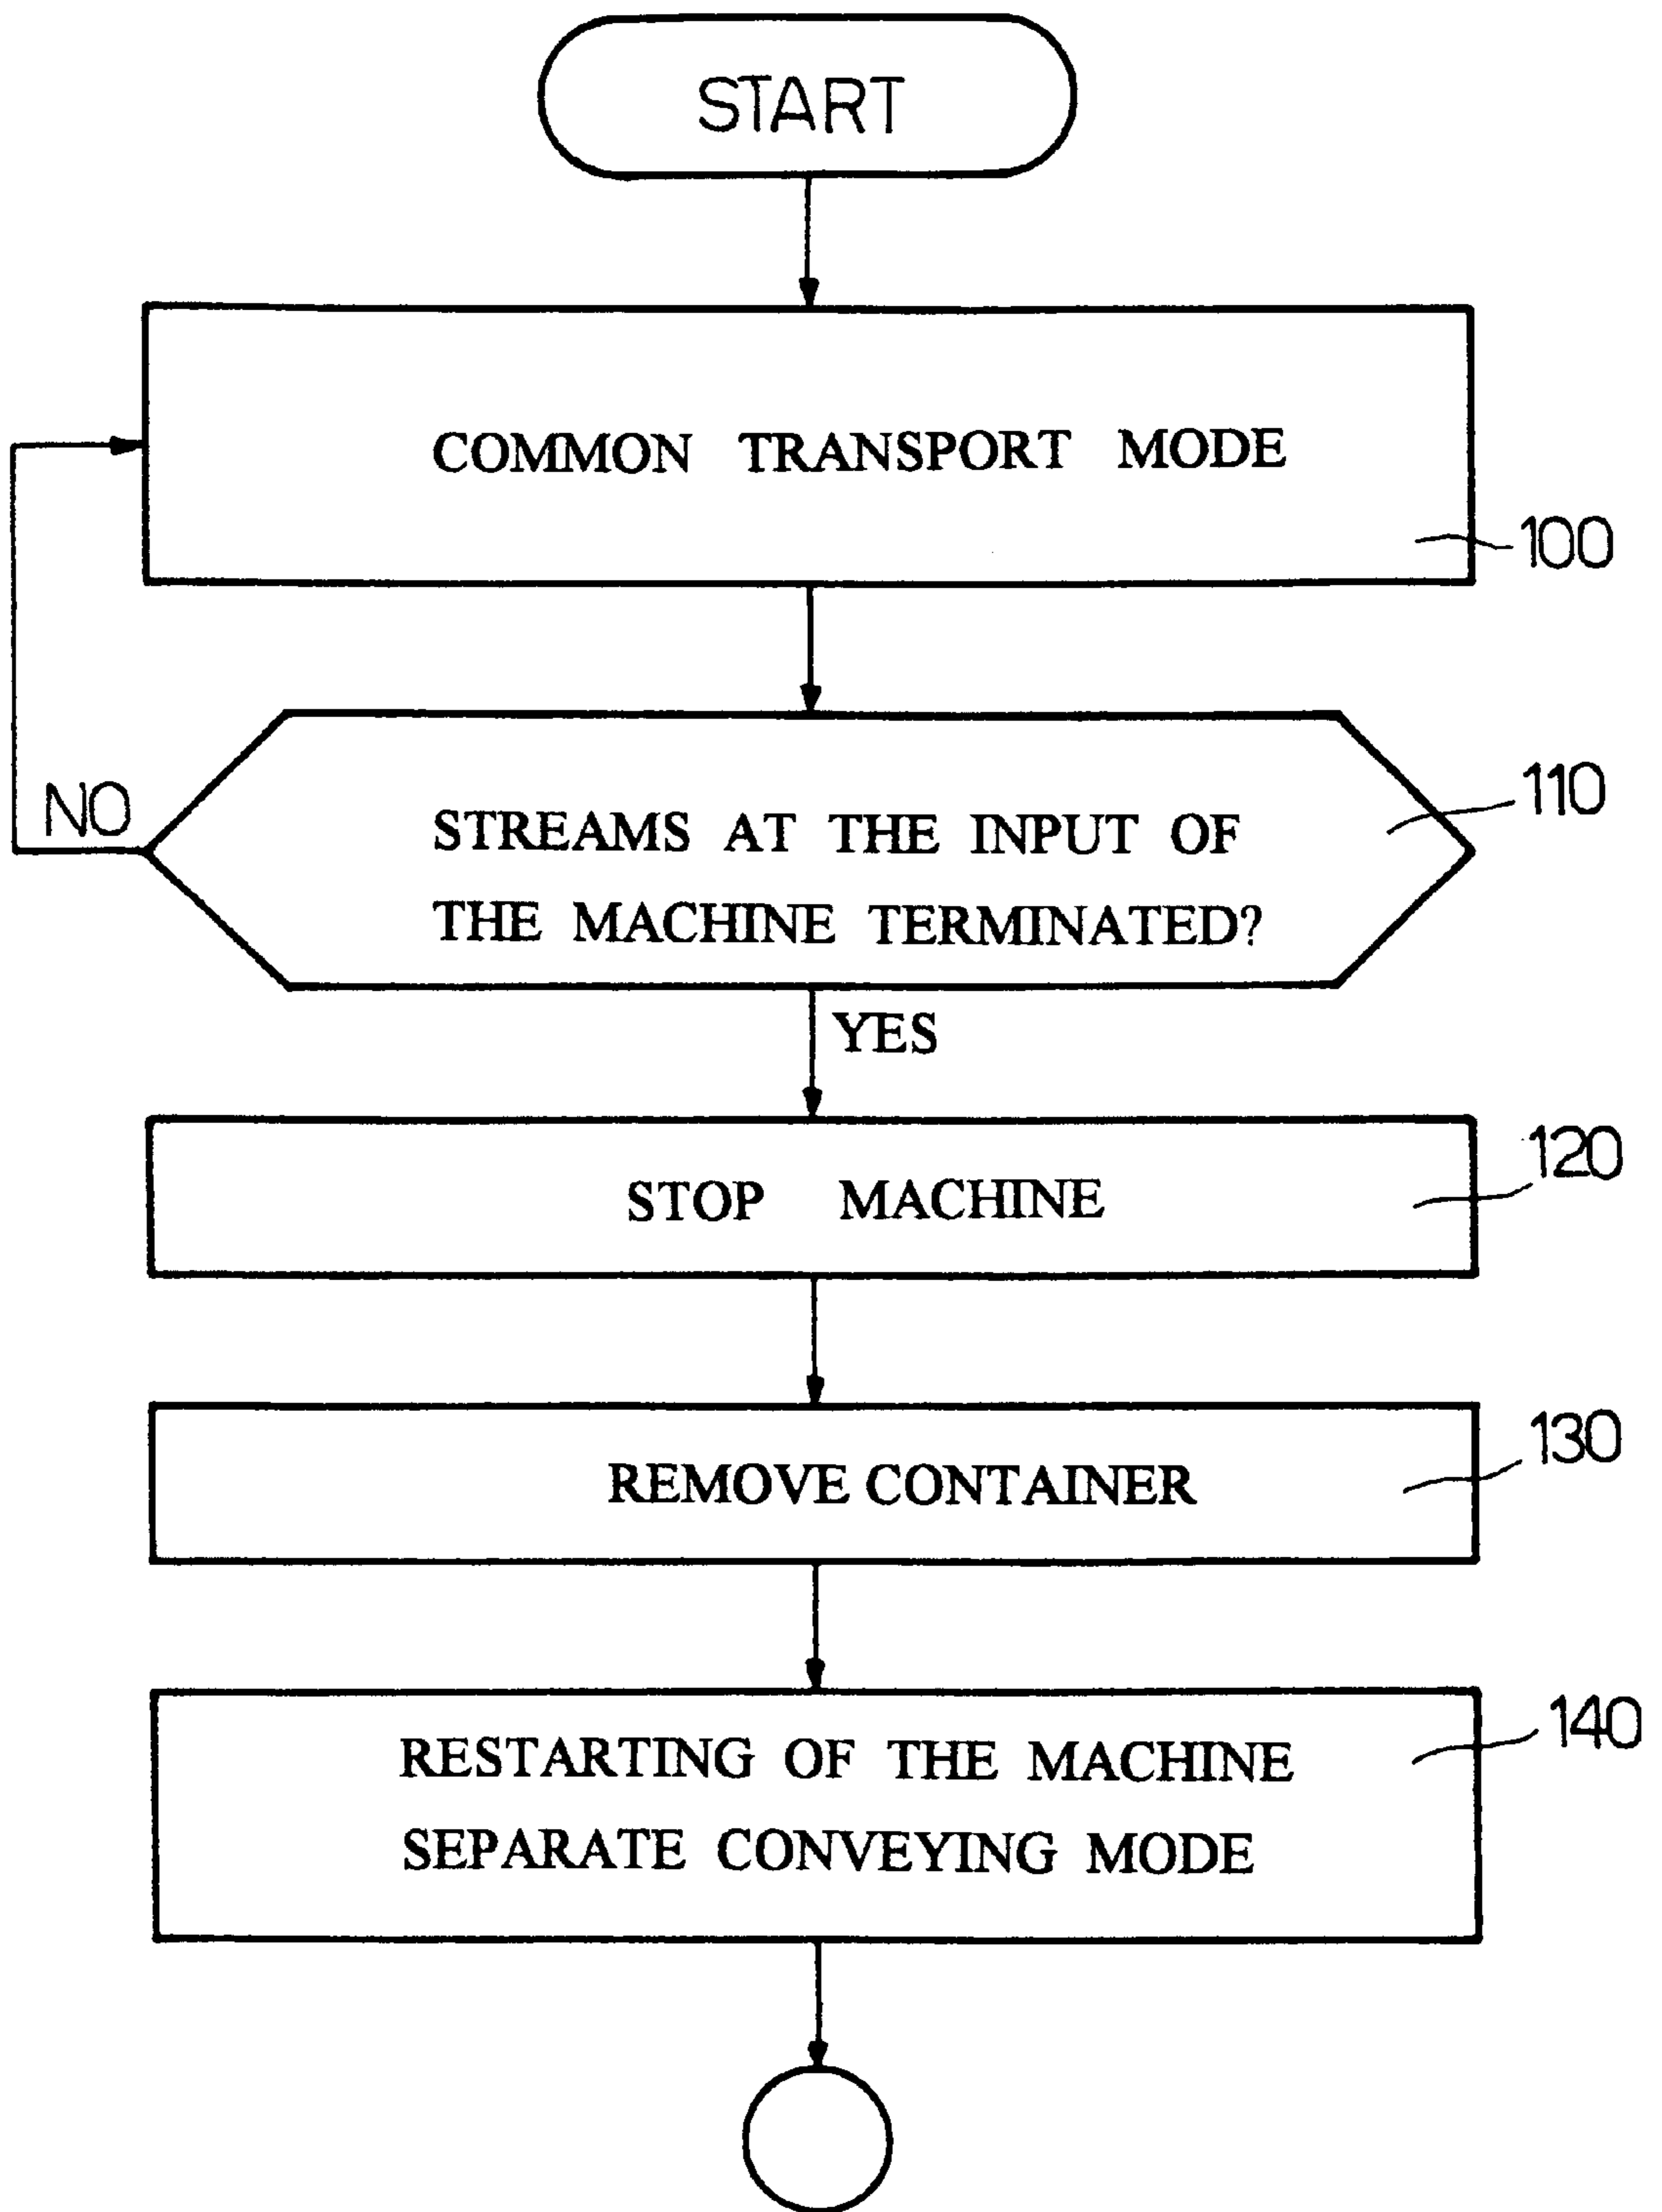 START
COMMON TRANSPORT MODE
100
NO
STREAMS AT THE INPUT OF
THE MACHINE TERMINATED?
110
YES
STOP MACHINE
120
REMOVE CONTAINER
130
RESTARTING OF THE MACHINE
SEPARATE CONVEYING MODE
140